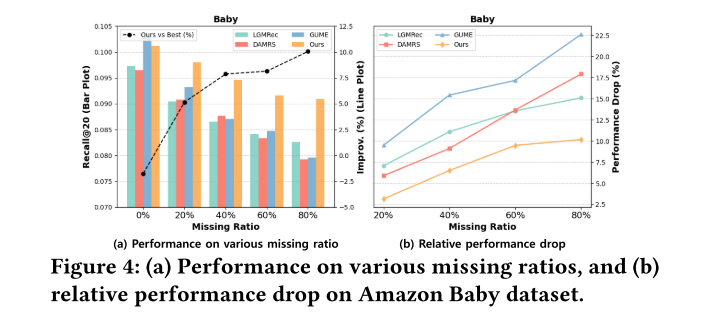 Baby
Baby
0.105
0.100
0.095
0.090
0.085
0.080
0.075
0.070
Recall@20 (Bar Plot)
Ours vs Best (%)
LGMRec
DAMRS
GUME
Ours
12.5
10.0
7.5
5.0
2.5
0.0
−2.5
−5.0
Improv. (%) (Line Plot)
0%
20%
40%
60%
80%
Missing Ratio
(a) Performance on various missing ratio
LGMRec
DAMRS
GUME
Ours
22.5
20.0
17.5
15.0
12.5
10.0
7.5
5.0
2.5
Performance Drop (%)
20%
40%
60%
80%
Missing Ratio
(b) Relative performance drop
Figure 4: (a) Performance on various missing ratios, and (b)
relative performance drop on Amazon Baby dataset.